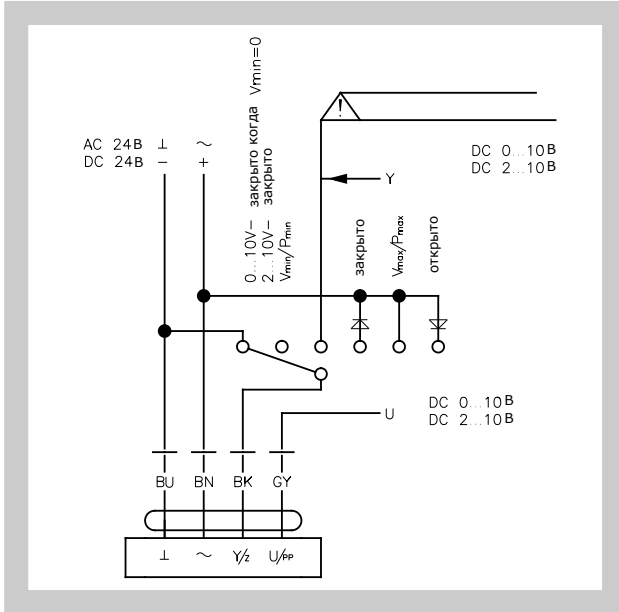 AC 24В ⊥ ~
DC 24В − +
0...10V− закрыто когда Vmin=0
2...10V− закрыто
Vmin/Pmin
!
DC 0...10В
DC 2...10В
Y
закрыто
Vmax/Pmax
открыто
U
DC 0...10В
DC 2...10В
BU BN BK GY
⊥ ~ Y/Z U/PP